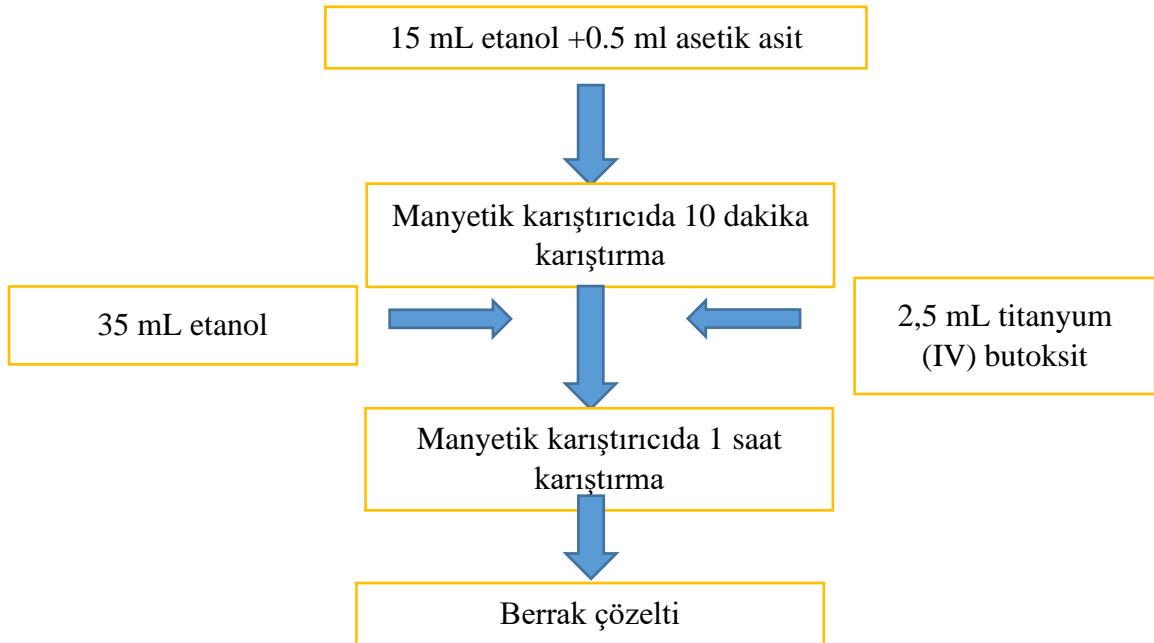 15 mL etanol +0.5 ml asetik asit
Manyetik karıştırıcıda 10 dakika
karıştırma
35 mL etanol
2,5 mL titanyum
(IV) butoksit
Manyetik karıştırıcıda 1 saat
karıştırma
Berrak çözelti